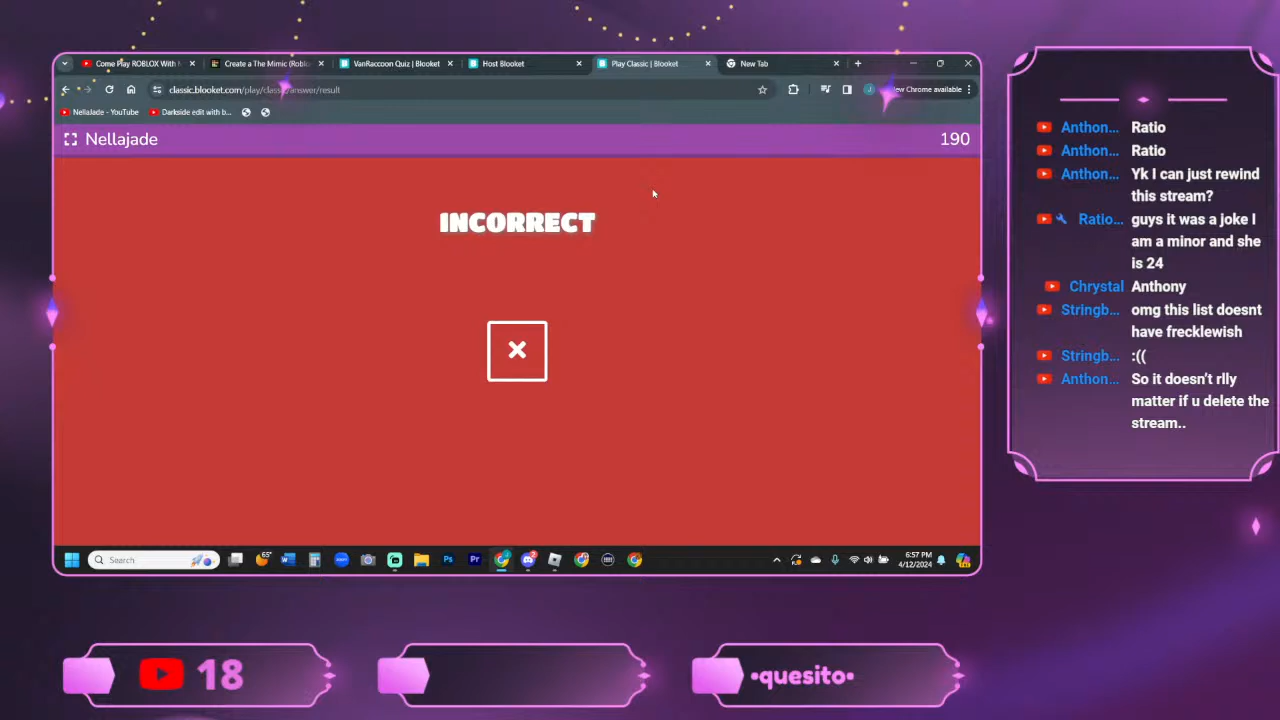 Come Play ROBLOX With
Create a The Mimic (Roblo
VanRaccoon Quiz | Blooket
Host Blooket
Play Classic | Blooket
New Tab
classic.blooket.com/play/classic/answer/result
New Chrome available
NellaJade - YouTube
Darkside edit with b...
Nellajade
190
INCORRECT
Search
65°
6:57 PM
4/12/2024
Anthon... Ratio
Anthon... Ratio
Anthon... Yk I can just rewind
this stream?
Ratio... guys it was a joke I
am a minor and she
is 24
Chrystal Anthony
Stringb... omg this list doesnt
have frecklewish
Stringb... :((
Anthon... So it doesn't rlly
matter if u delete the
stream..
18
•quesito•